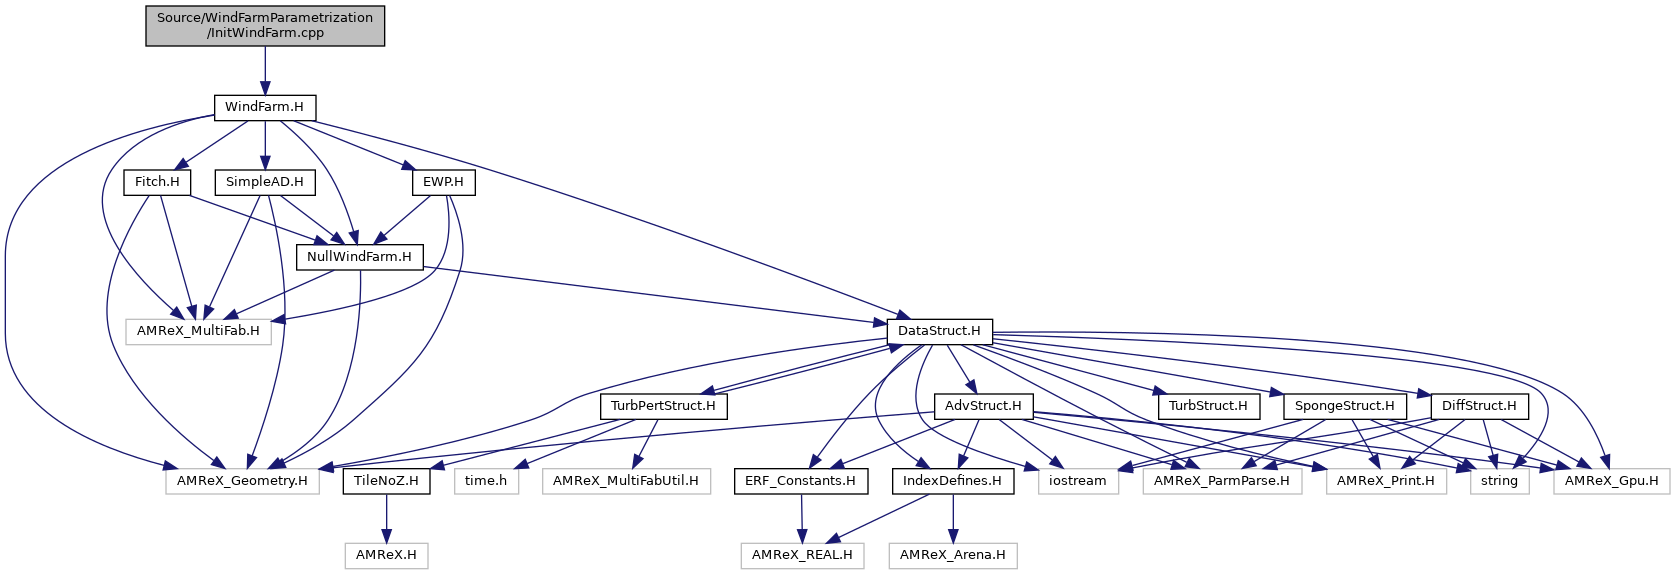 Source/WindFarmParametrization
/InitWindFarm.cpp
WindFarm.H
Fitch.H
SimpleAD.H
EWP.H
NullWindFarm.H
AMReX_MultiFab.H
DataStruct.H
TurbPertStruct.H
AdvStruct.H
TurbStruct.H
SpongeStruct.H
DiffStruct.H
AMReX_Geometry.H
TileNoZ.H
time.h
AMReX_MultiFabUtil.H
ERF_Constants.H
IndexDefines.H
iostream
AMReX_ParmParse.H
AMReX_Print.H
string
AMReX_Gpu.H
AMReX.H
AMReX_REAL.H
AMReX_Arena.H